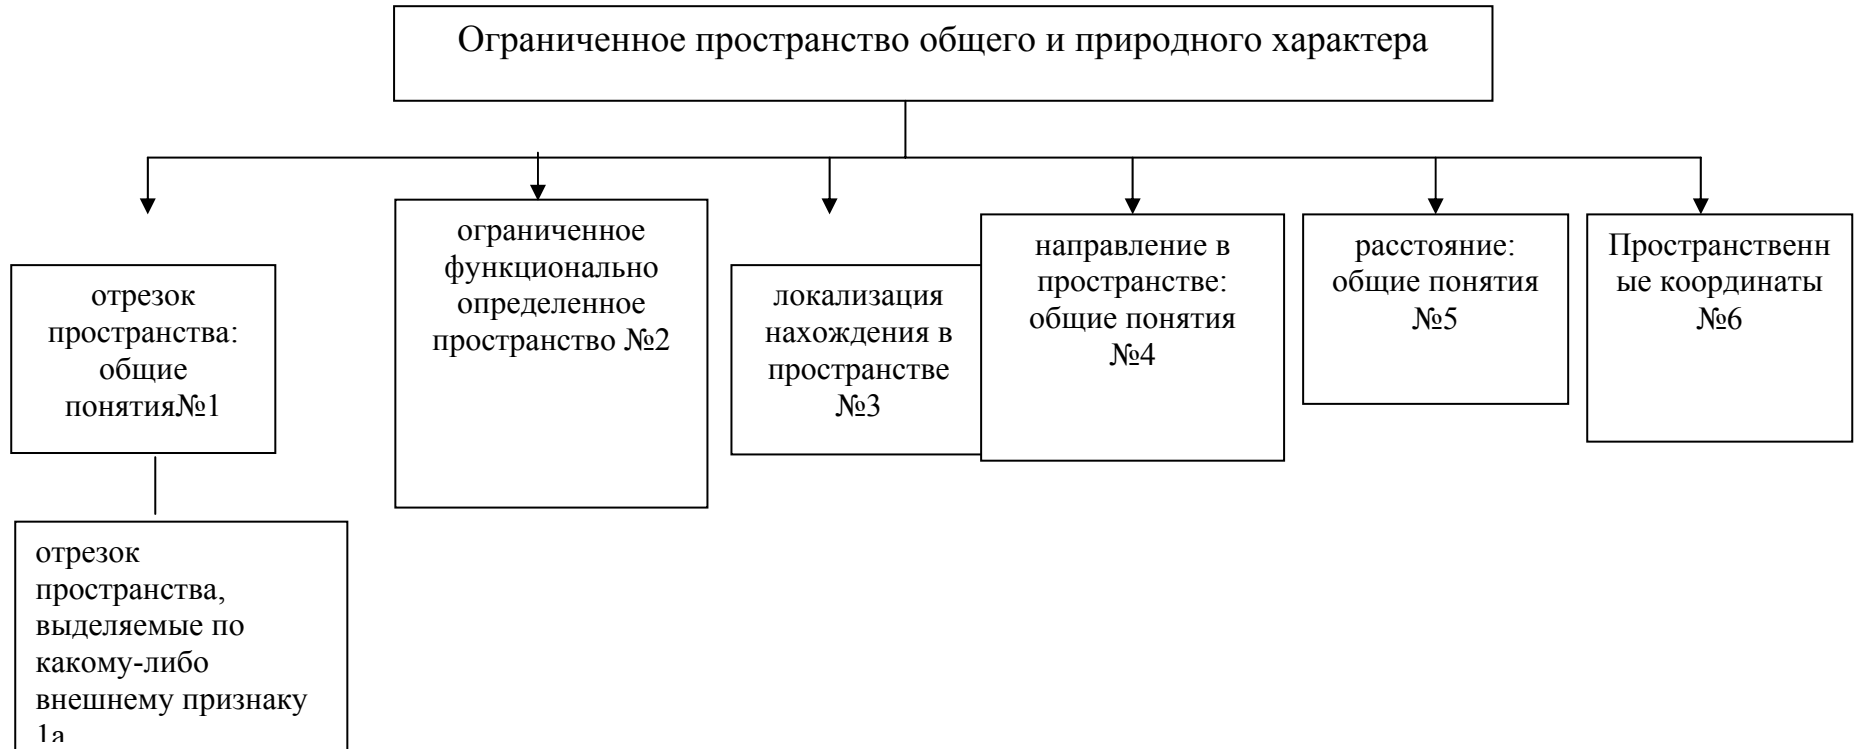 Ограниченное пространство общего и природного характера
отрезок
пространства:
общие
понятия№1
ограниченное
функционально
определенное
пространство №2
локализация
нахождения в
пространстве
№3
направление в
пространстве:
общие понятия
№4
расстояние:
общие понятия
№5
Пространственн
ые координаты
№6
отрезок
пространства,
выделяемые по
какому-либо
внешнему признаку
1а